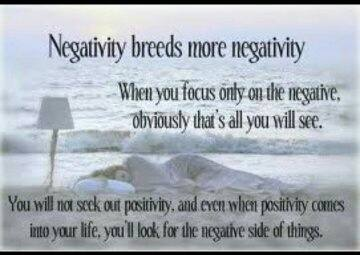 Negativity breeds more negativity
When you focus only on the negative,
obviously that's all you will see.
You will not seek out positivity, and even when positivity comes
into your life, you'll look for the negative side of things.